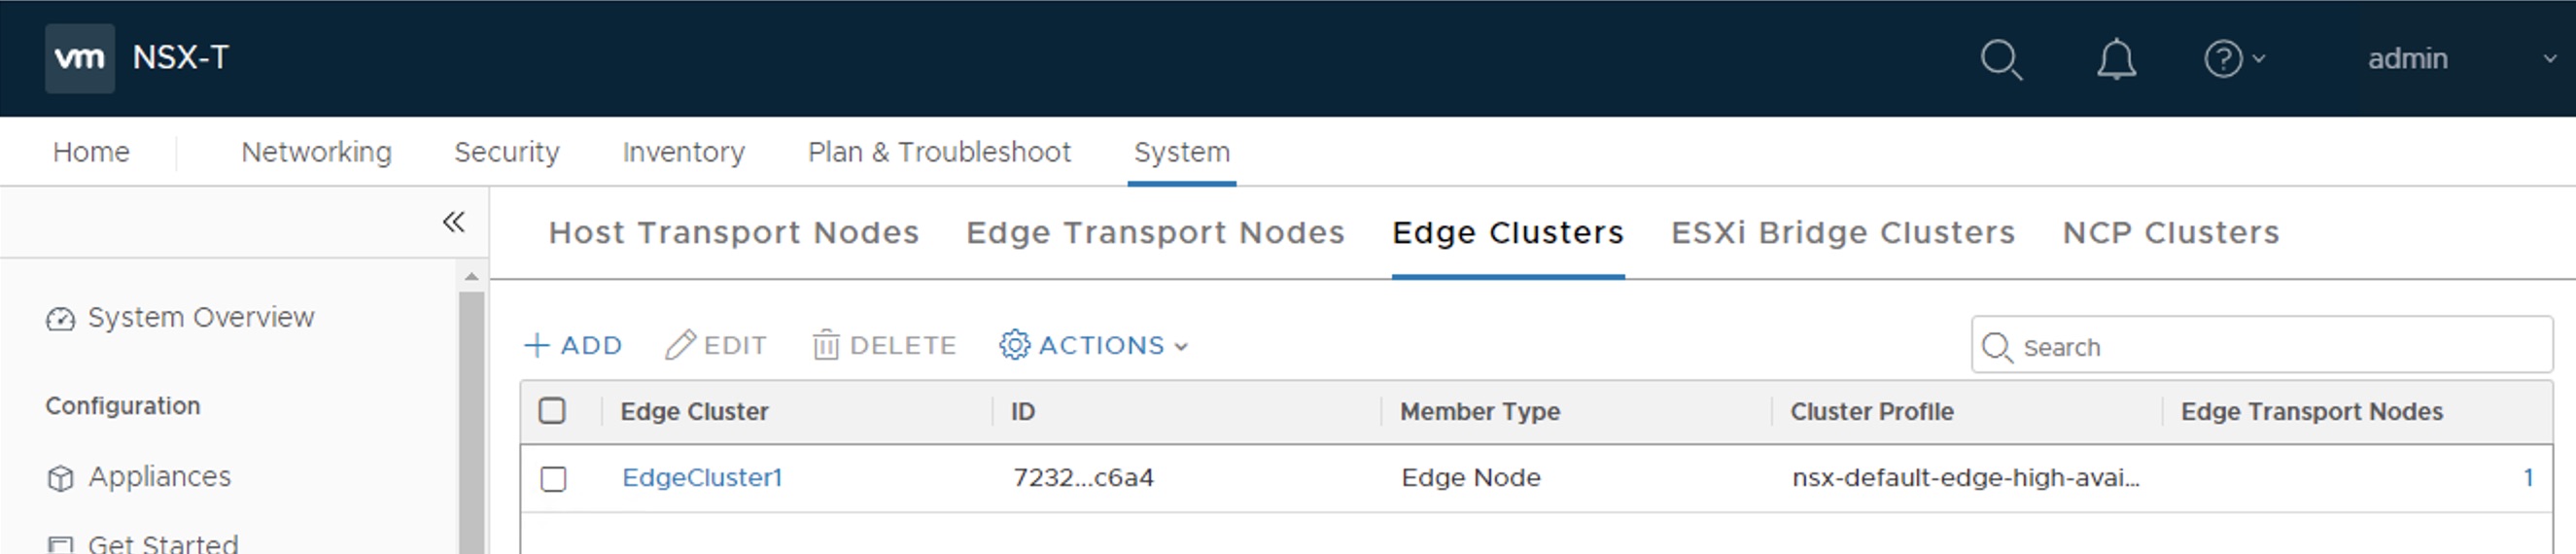 vm NSX-T admin
Home Networking Security Inventory Plan & Troubleshoot System
Host Transport Nodes Edge Transport Nodes Edge Clusters ESXi Bridge Clusters NCP Clusters
System Overview
+ ADD EDIT DELETE ACTIONS Search
Configuration
Edge Cluster ID Member Type Cluster Profile Edge Transport Nodes
Appliances
EdgeCluster1 7232...c6a4 Edge Node nsx-default-edge-high-avai... 1
Get Started